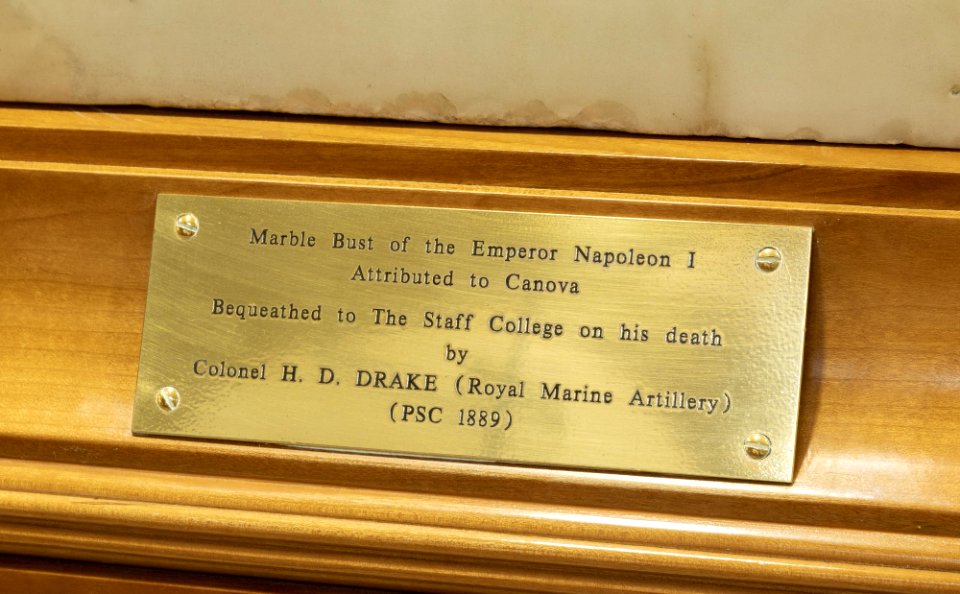 Marble Bust of the Emperor Napoleon I
Attributed to Canova
Bequeathed to The Staff College on his death
by
Colonel H. D. DRAKE (Royal Marine Artillery)
(PSC 1889)